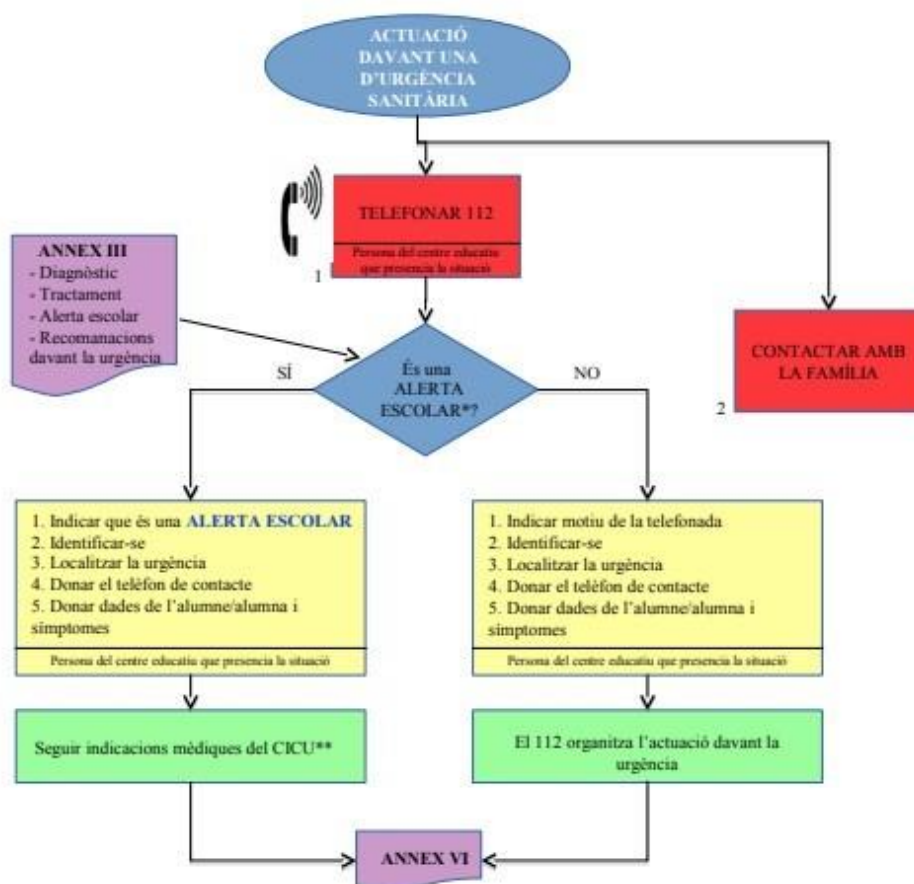 ACTUACIÓ
DAVANT UNA
D'URGÈNCIA
SANITÀRIA
TELEFONAR 112
Persona del centre educatiu
que presencia la situació
1
ANNEX III
- Diagnòstic
- Tractament
- Alerta escolar
- Recomanacions
davant la urgència
CONTACTAR AMB
LA FAMÍLIA
2
SÍ
És una
ALERTA
ESCOLAR*?
NO
1. Indicar que és una ALERTA ESCOLAR
2. Identificar-se
3. Localitzar la urgència
4. Donar el telèfon de contacte
5. Donar dades de l'alumne/alumna i
símptomes
Persona del centre educatiu que presencia la situació
1. Indicar motiu de la telefonada
2. Identificar-se
3. Localitzar la urgència
4. Donar el telèfon de contacte
5. Donar dades de l'alumne/alumna i
símptomes
Persona del centre educatiu que presencia la situació
Seguir indicacions mèdiques del CICU**
El 112 organitza l'actuació davant la
urgència
ANNEX VI